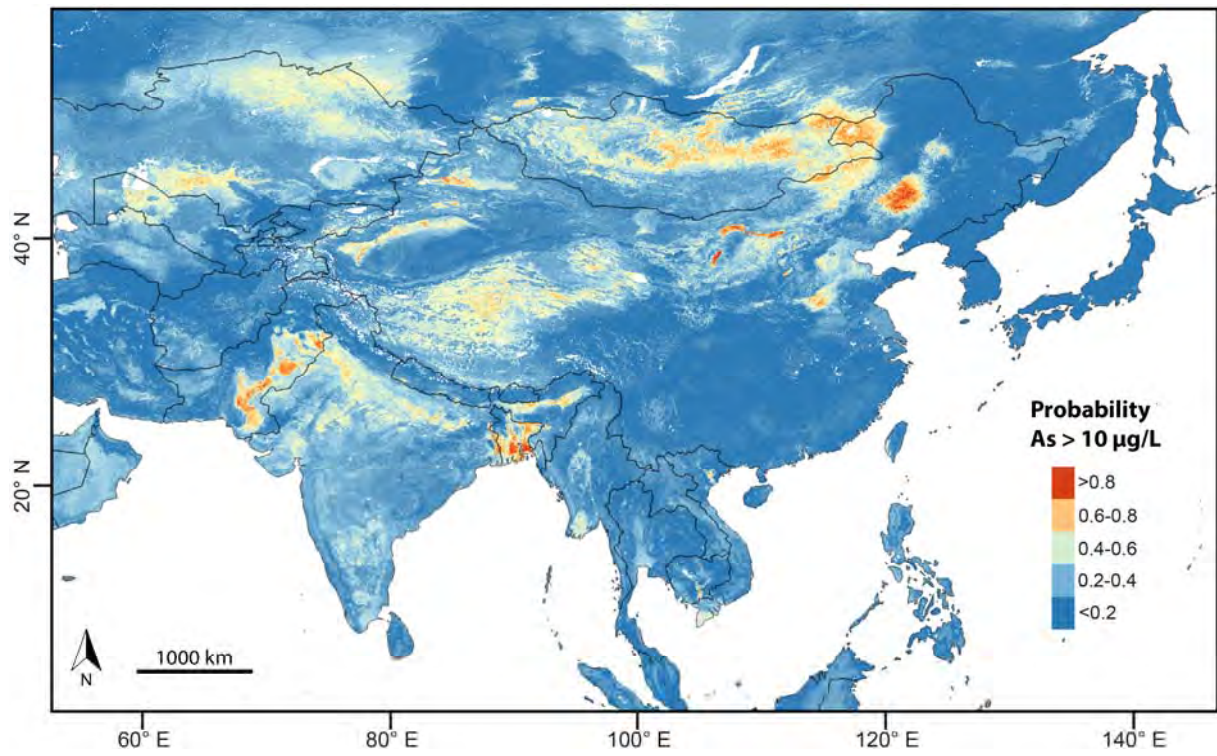 40° N
20° N
Probability
As > 10 µg/L
>0.8
0.6-0.8
0.4-0.6
0.2-0.4
<0.2
N
1000 km
60° E
80° E
100° E
120° E
140° E